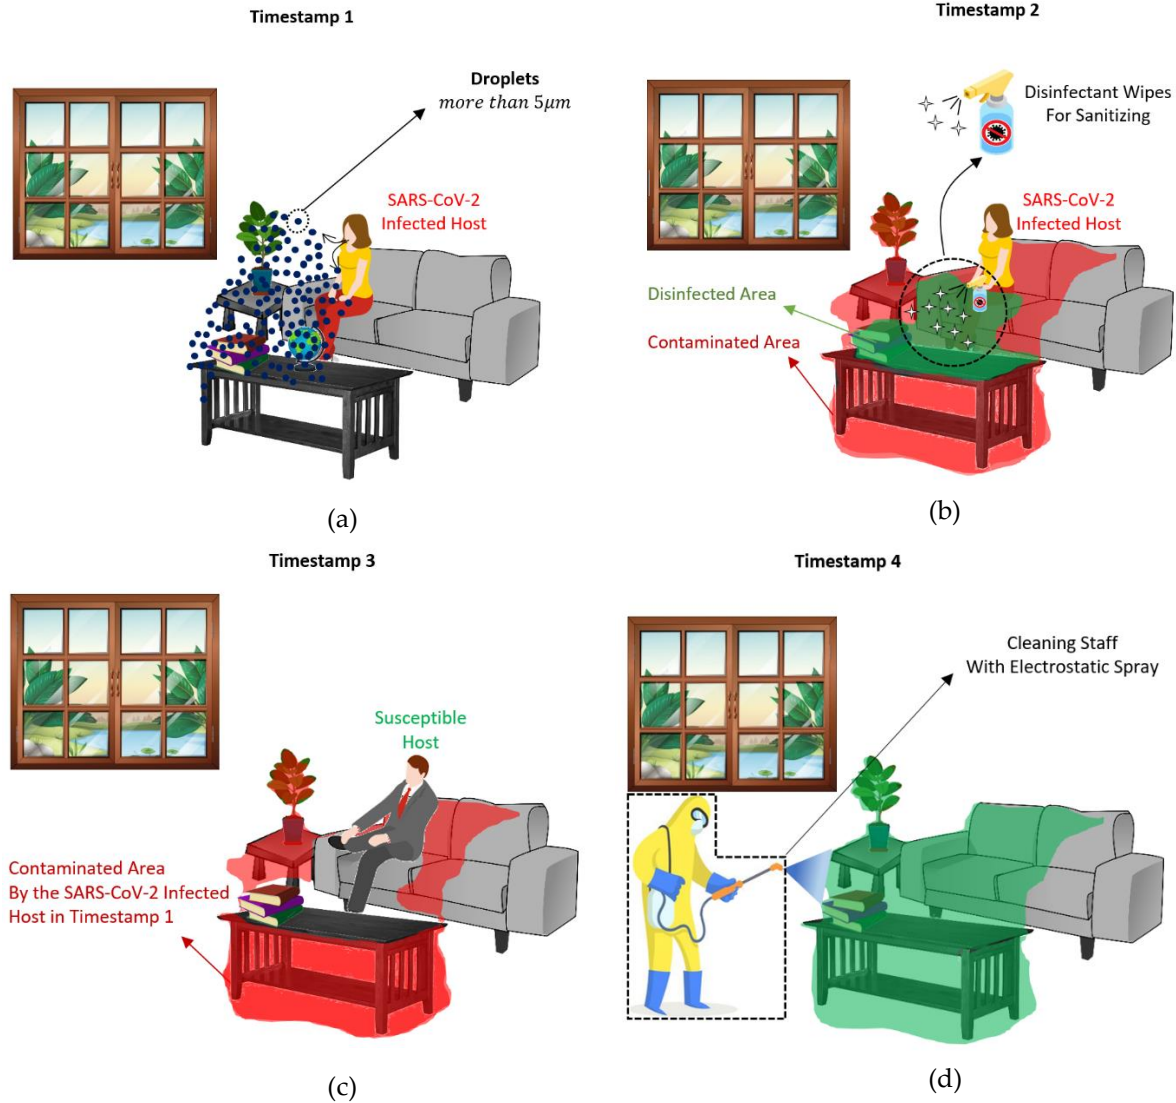 Timestamp 1
Droplets
more than 5μm
SARS-CoV-2
Infected Host
(a)
Timestamp 2
Disinfectant Wipes
For Sanitizing
SARS-CoV-2
Infected Host
Disinfected Area
Contaminated Area
(b)
Timestamp 3
Susceptible
Host
Contaminated Area
By the SARS-CoV-2 Infected
Host in Timestamp 1
(c)
Timestamp 4
Cleaning Staff
With Electrostatic Spray
(d)